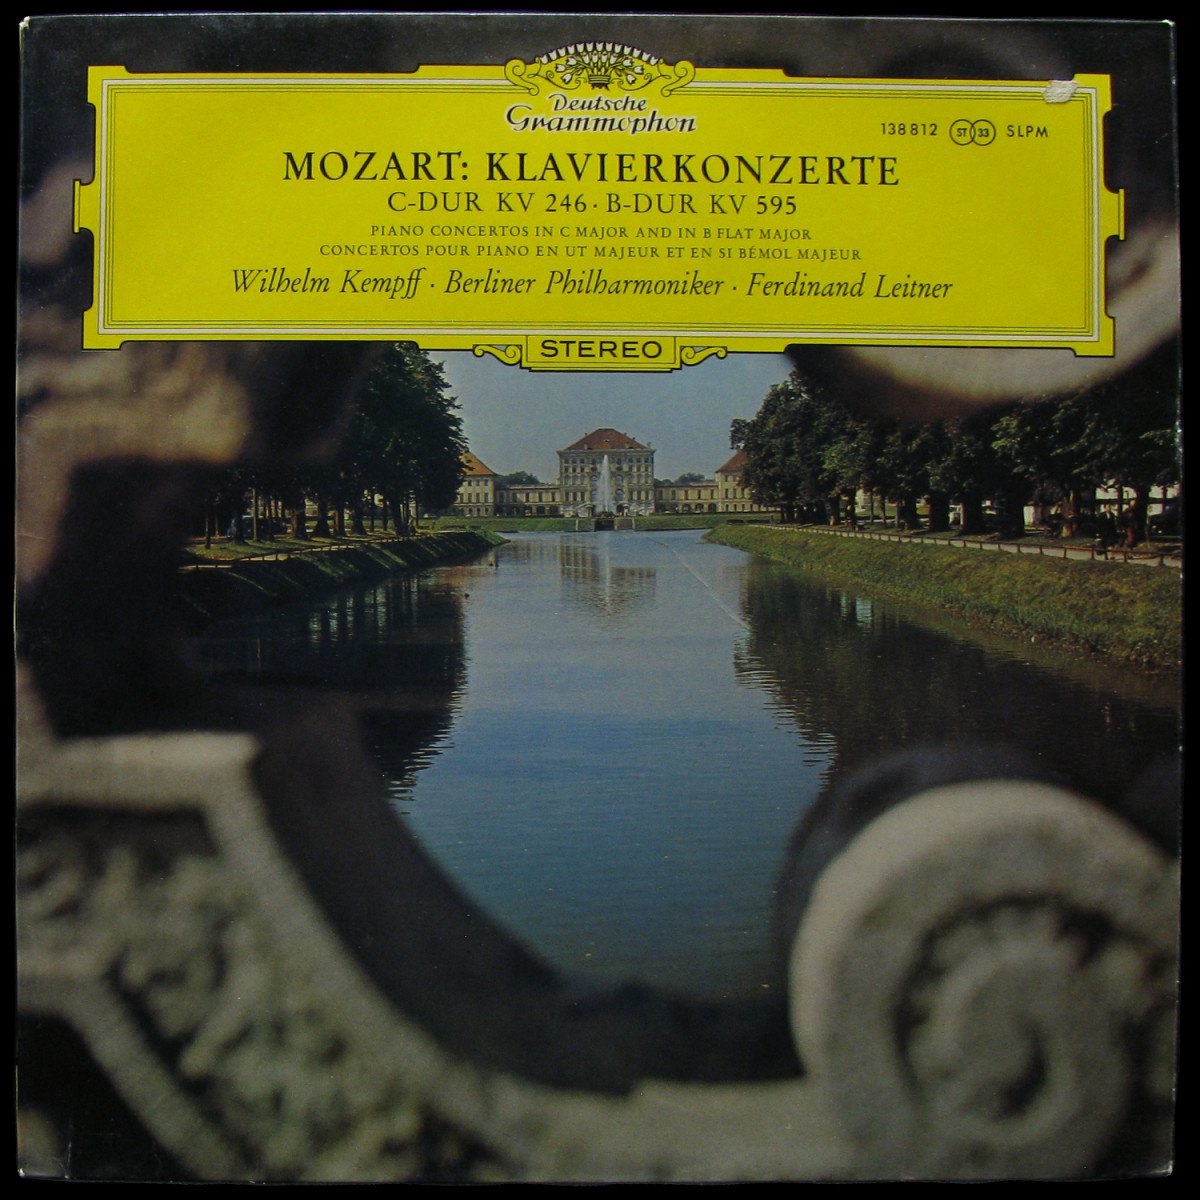 Deutsche
Grammophon
138 812 ST 33 SLPM
MOZART: KLAVIERKONZERTE
C-DUR KV 246 · B-DUR KV 595
PIANO CONCERTOS IN C MAJOR AND IN B FLAT MAJOR
CONCERTOS POUR PIANO EN UT MAJEUR ET EN SI BÉMOL MAJEUR
Wilhelm Kempff · Berliner Philharmoniker · Ferdinand Leitner
STEREO